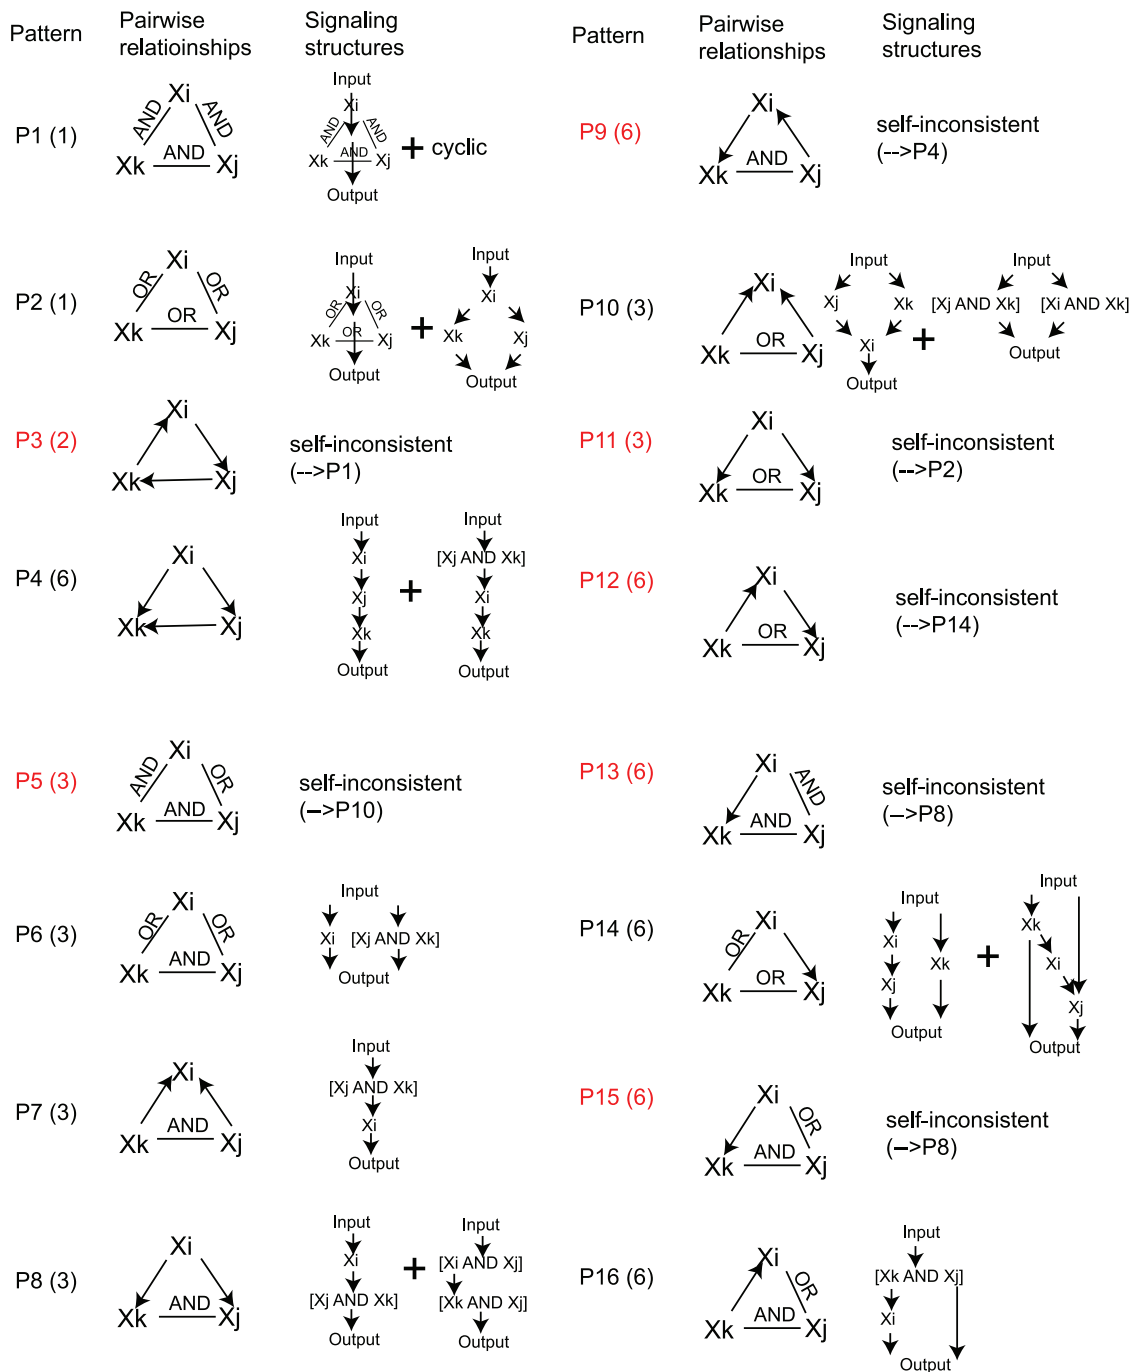 Pattern
Pairwise
relatioinships
Signaling
structures
P1 (1)
Xi
AND
AND
Xk
AND
Xj
Input
Xi
AND
AND
AND
Xk
Xj
Output
+ cyclic
P2 (1)
Xi
OR
OR
OR
Xk
Xj
Input
Xi
OR
OR
OR
Xk
Xj
Output
+
Input
Xi
Xk
Xj
Output
P3 (2)
Xi
Xk
Xj
self-inconsistent
(-->P1)
P4 (6)
Xi
Xk
Xj
Input
Xi
Xj
Xk
Output
+
Input
[Xj AND Xk]
Xi
Xk
Output
P5 (3)
Xi
AND
OR
AND
Xk
Xj
self-inconsistent
(-->P10)
P6 (3)
Xi
OR
OR
AND
Xk
Xj
Input
Xi
[Xj AND Xk]
Output
P7 (3)
Xi
AND
Xk
Xj
Input
[Xj AND Xk]
Xi
Output
P8 (3)
Xi
AND
Xk
Xj
Input
Xi
[Xj AND Xk]
Output
+
Input
[Xi AND Xj]
[Xk AND Xj]
Output
Pattern
Pairwise
relationships
Signaling
structures
P9 (6)
Xi
AND
Xk
Xj
self-inconsistent
(-->P4)
P10 (3)
Xi
OR
Xk
Xj
Input
Xj
Xk
Xi
Output
+
Input
[Xj AND Xk]
[Xi AND Xk]
Output
P11 (3)
Xi
OR
Xk
Xj
self-inconsistent
(-->P2)
P12 (6)
Xi
OR
Xk
Xj
self-inconsistent
(-->P14)
P13 (6)
Xi
AND
AND
Xk
Xj
self-inconsistent
(-->P8)
P14 (6)
Xi
OR
OR
Xk
Xj
Input
Xi
Xk
Xj
Output
+
Input
Xk
Xi
Xj
Output
P15 (6)
Xi
OR
AND
Xk
Xj
self-inconsistent
(-->P8)
P16 (6)
Xi
OR
AND
Xk
Xj
Input
[Xk AND Xj]
Xi
Output